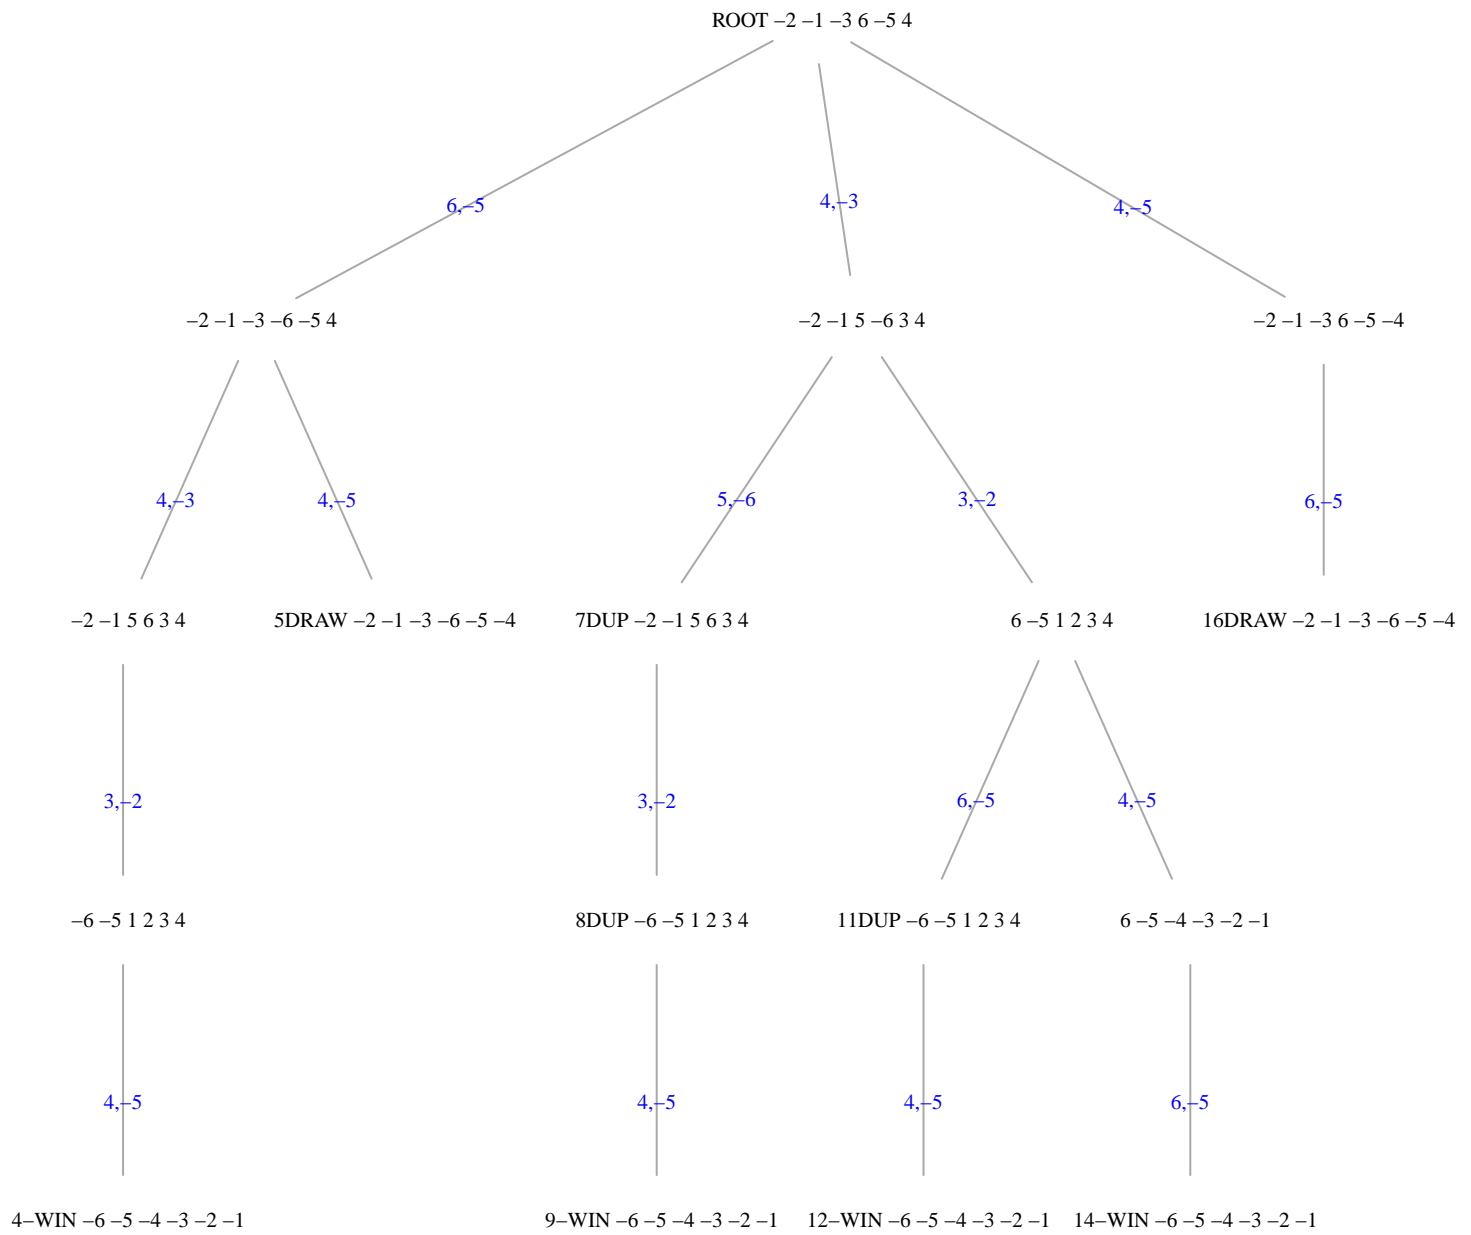 ROOT –2 –1 –3 6 –5 4
6,–5 4,–3 4,–5
–2 –1 –3 –6 –5 4 –2 –1 5 –6 3 4 –2 –1 –3 6 –5 –4
4,–3 4,–5 5,–6 3,–2 6,–5
–2 –1 5 6 3 4 5DRAW –2 –1 –3 –6 –5 –4 7DUP –2 –1 5 6 3 4 6 –5 1 2 3 4 16DRAW –2 –1 –3 –6 –5 –4
3,–2 3,–2 6,–5 4,–5
–6 –5 1 2 3 4 8DUP –6 –5 1 2 3 4 11DUP –6 –5 1 2 3 4 6 –5 –4 –3 –2 –1
4,–5 4,–5 4,–5 6,–5
4–WIN –6 –5 –4 –3 –2 –1 9–WIN –6 –5 –4 –3 –2 –1 12–WIN –6 –5 –4 –3 –2 –1 14–WIN –6 –5 –4 –3 –2 –1